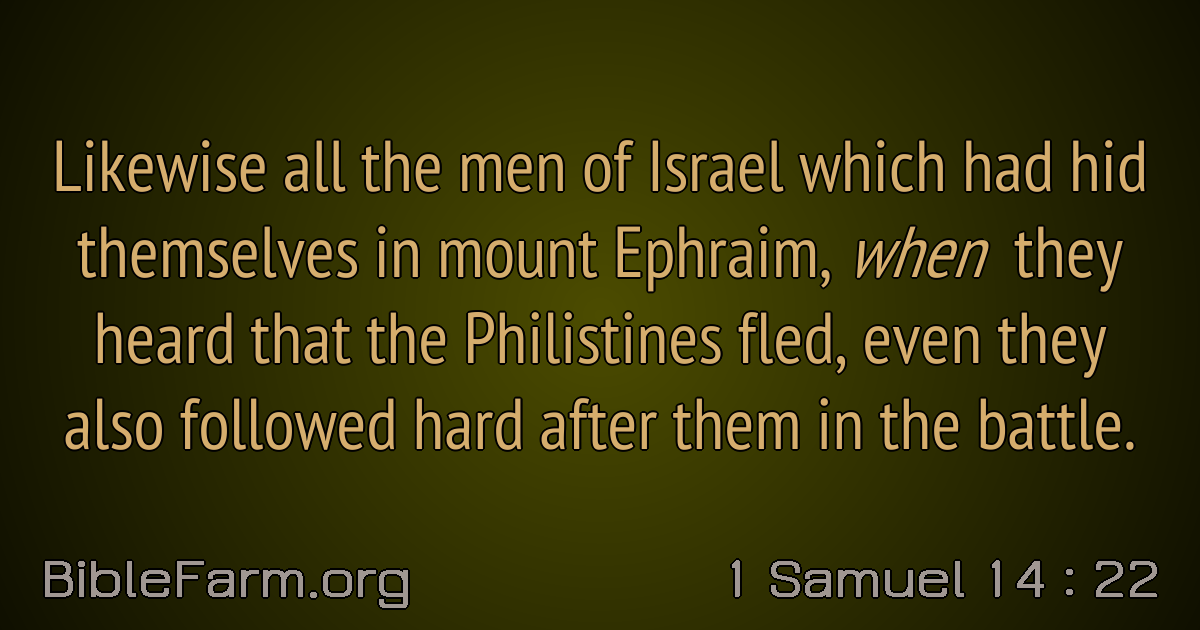 Likewise all the men of Israel which had hid
themselves in mount Ephraim, when they
heard that the Philistines fled, even they
also followed hard after them in the battle.
BibleFarm.org
1 Samuel 14 : 22